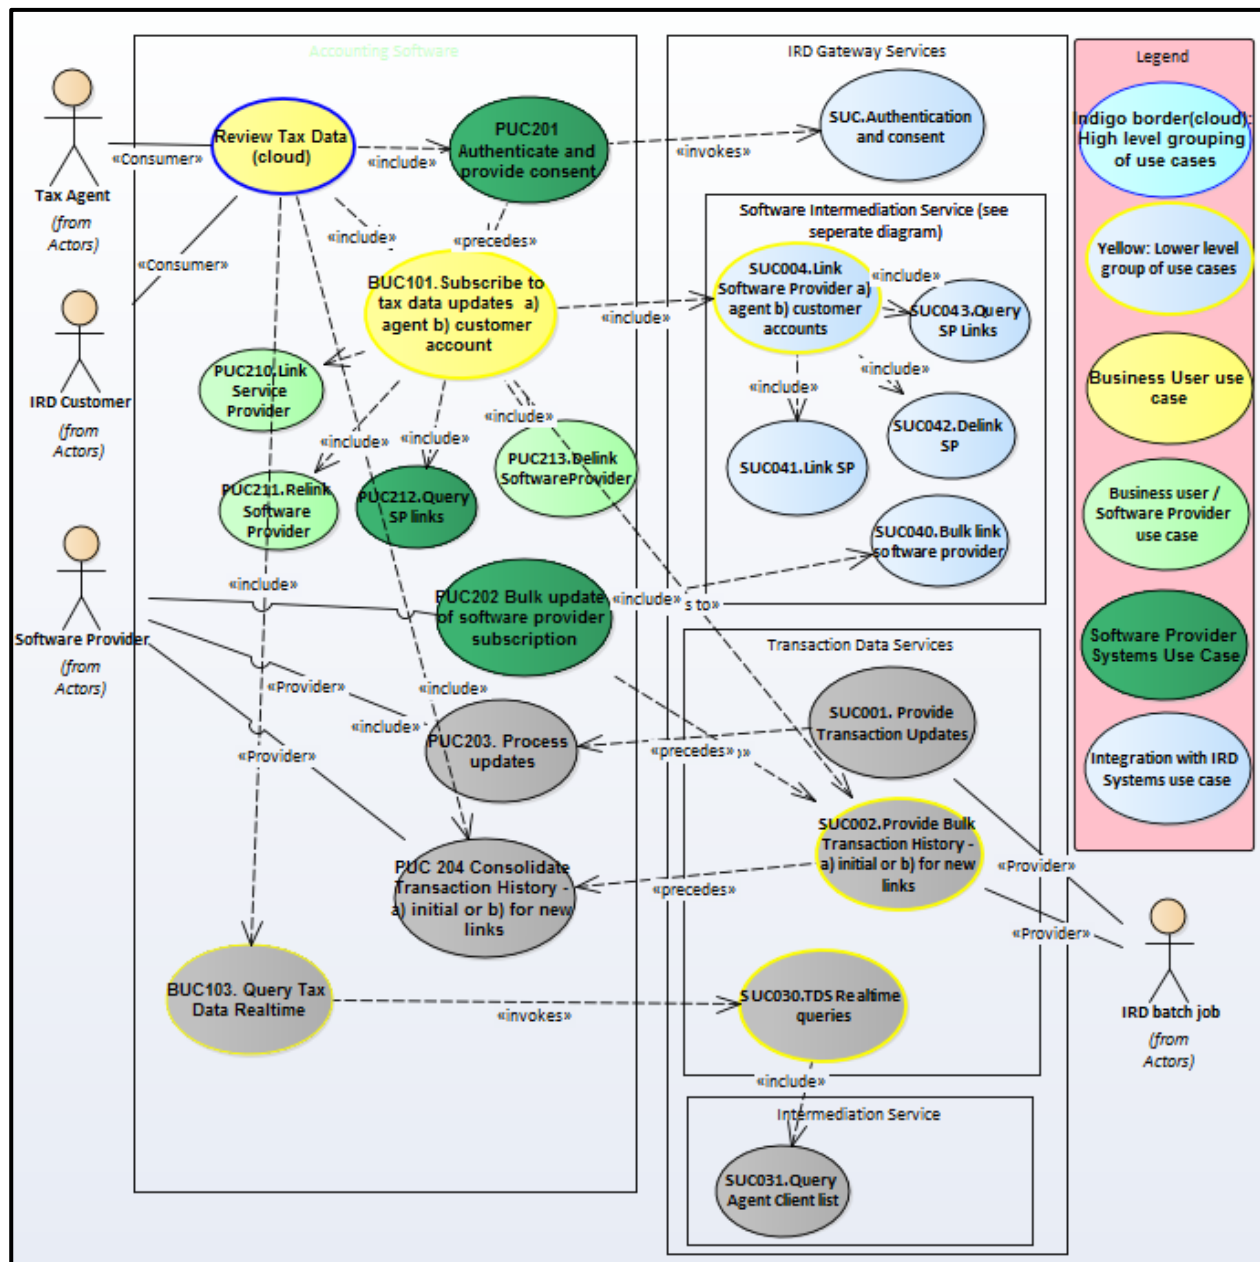 Accounting Software
IRD Gateway Services
Legend
Tax Agent
(from
Actors)
«Consumer»
Review Tax Data
(cloud)
«include»
PUC201
Authenticate and
provide consent
«invokes»
SUC.Authentication
and consent
Indigo border(cloud):
High level grouping
of use cases
IRD Customer
(from
Actors)
«Consumer»
«include»
«precedes»
BUC101.Subscribe to
tax data updates a)
agent b) customer
account
«include»
Software Intermediation Service (see
seperate diagram)
SUC004.Link
Software Provider a)
agent b) customer
accounts
«include»
SUC043.Query
SP Links
«include»
«include»
SUC042.Delink
SP
SUC041.Link SP
SUC040.Bulk link
software provider
Yellow: Lower level
group of use cases
Business User use
case
PUC210.Link
Service
Provider
«include»
«include»
«include»
PUC213.Delink
SoftwareProvider
PUC211.Relink
Software
Provider
PUC212.Query
SP links
Business user /
Software Provider
use case
Software Provider
(from
Actors)
«include»
PUC202 Bulk update
of software provider
subscription
«include»
s to»
Software Provider
Systems Use Case
Transaction Data Services
«Provider»
«include»
«include»
PUC203. Process
updates
«precedes»
»
SUC001. Provide
Transaction Updates
Integration with IRD
Systems use case
«Provider»
PUC 204 Consolidate
Transaction History -
a) initial or b) for new
links
«precedes»
SUC002.Provide Bulk
Transaction History -
a) initial or b) for new
links
«Provider»
«Provider»
IRD batch job
(from
Actors)
BUC103. Query Tax
Data Realtime
«invokes»
SUC030.TDS Realtime
queries
«include»
Intermediation Service
SUC031.Query
Agent Client list